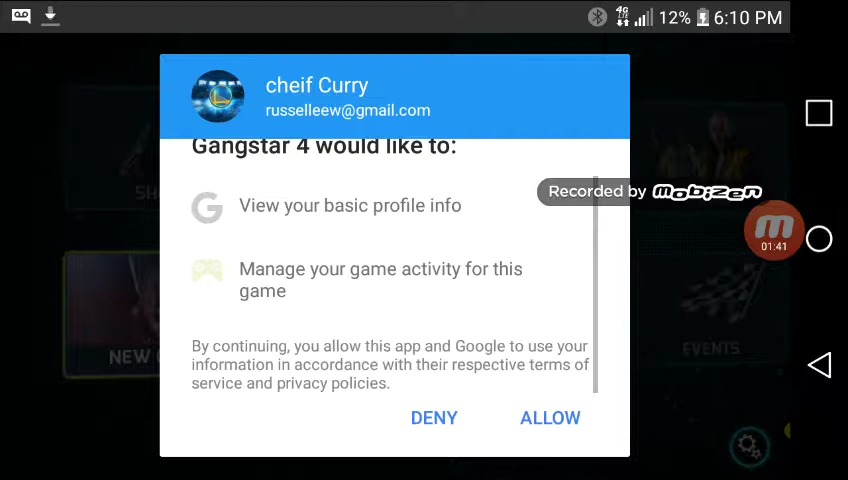 4G LTE 12% 6:10 PM
cheif Curry
russelleew@gmail.com
Gangstar 4 would like to:
Recorded by mobizen
View your basic profile info
01:41
Manage your game activity for this
game
By continuing, you allow this app and Google to use your
information in accordance with their respective terms of
service and privacy policies.
NEW
EVENTS
DENY ALLOW